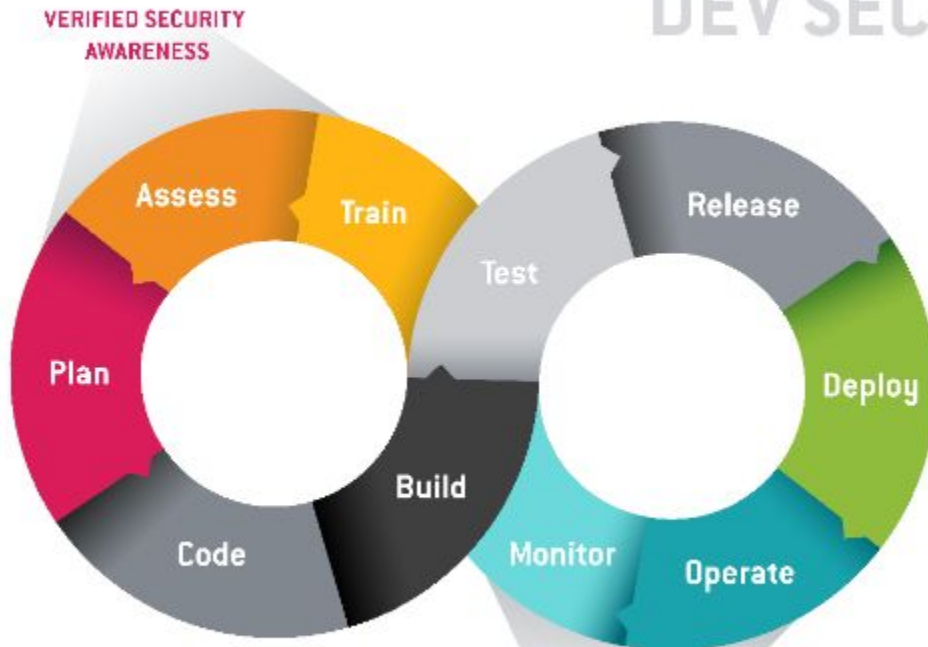 VERIFIED SECURITY
AWARENESS
DEV SEC
Assess
Train
Test
Release
Plan
Deploy
Build
Code
Monitor
Operate